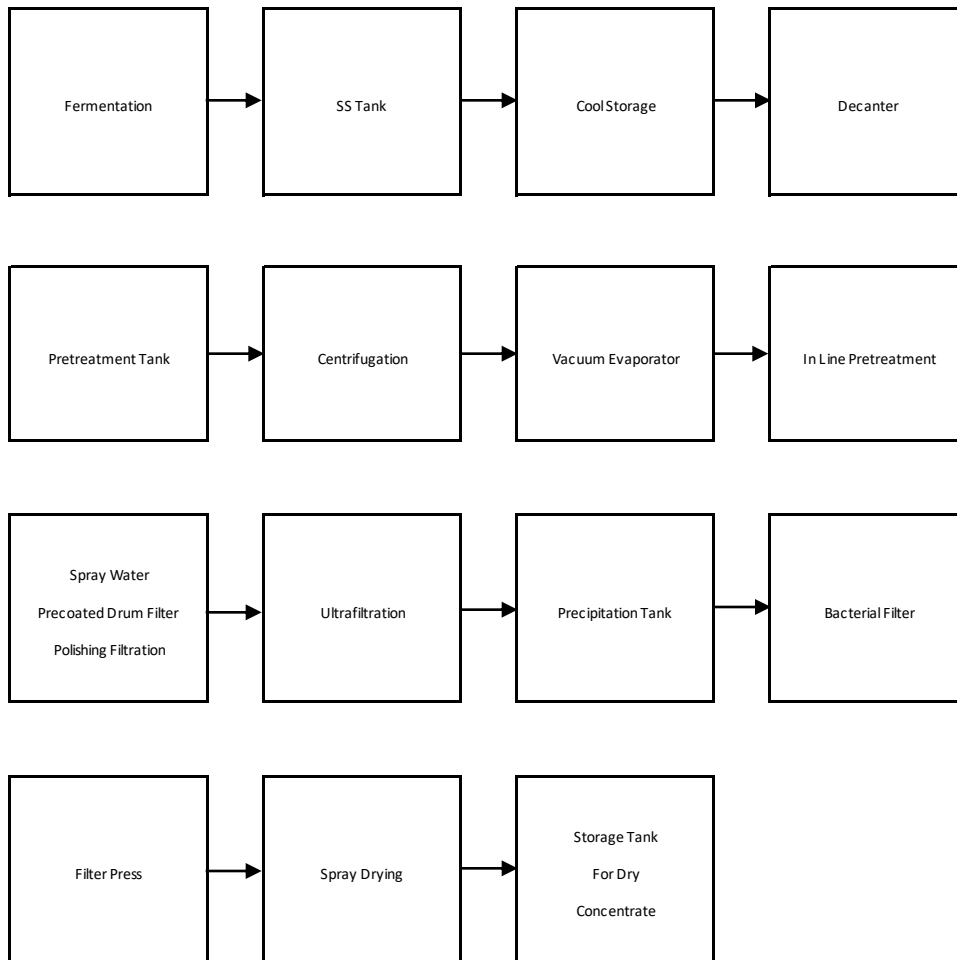 Fermentation
SS Tank
Cool Storage
Decanter
Pretreatment Tank
Centrifugation
Vacuum Evaporator
In Line Pretreatment
Spray Water
Precoated Drum Filter
Polishing Filtration
Ultrafiltration
Precipitation Tank
Bacterial Filter
Filter Press
Spray Drying
Storage Tank
For Dry
Concentrate